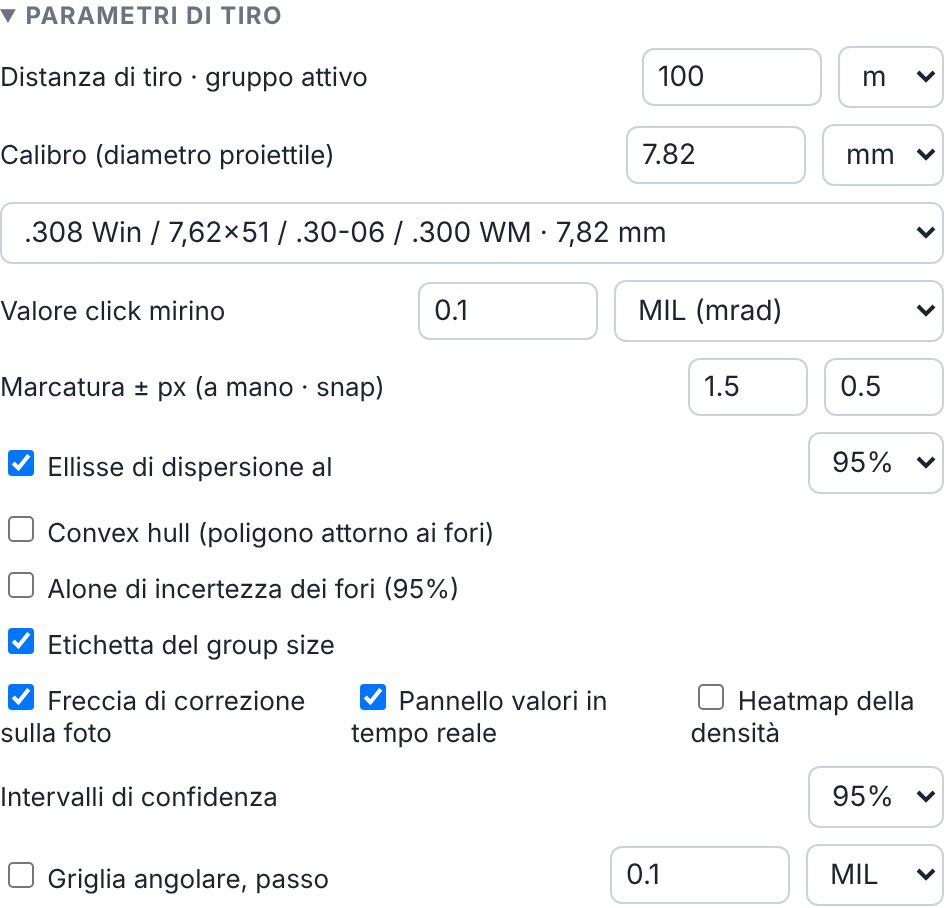 ▼ PARAMETRI DI TIRO
Distanza di tiro · gruppo attivo 100 m
Calibro (diametro proiettile) 7.82 mm
.308 Win / 7,62×51 / .30-06 / .300 WM · 7,82 mm
Valore click mirino 0.1 MIL (mrad)
Marcatura ± px (a mano · snap) 1.5 0.5
Ellisse di dispersione al 95%
Convex hull (poligono attorno ai fori)
Alone di incertezza dei fori (95%)
Etichetta del group size
Freccia di correzione sulla foto
Pannello valori in tempo reale
Heatmap della densità
Intervalli di confidenza 95%
Griglia angolare, passo 0.1 MIL